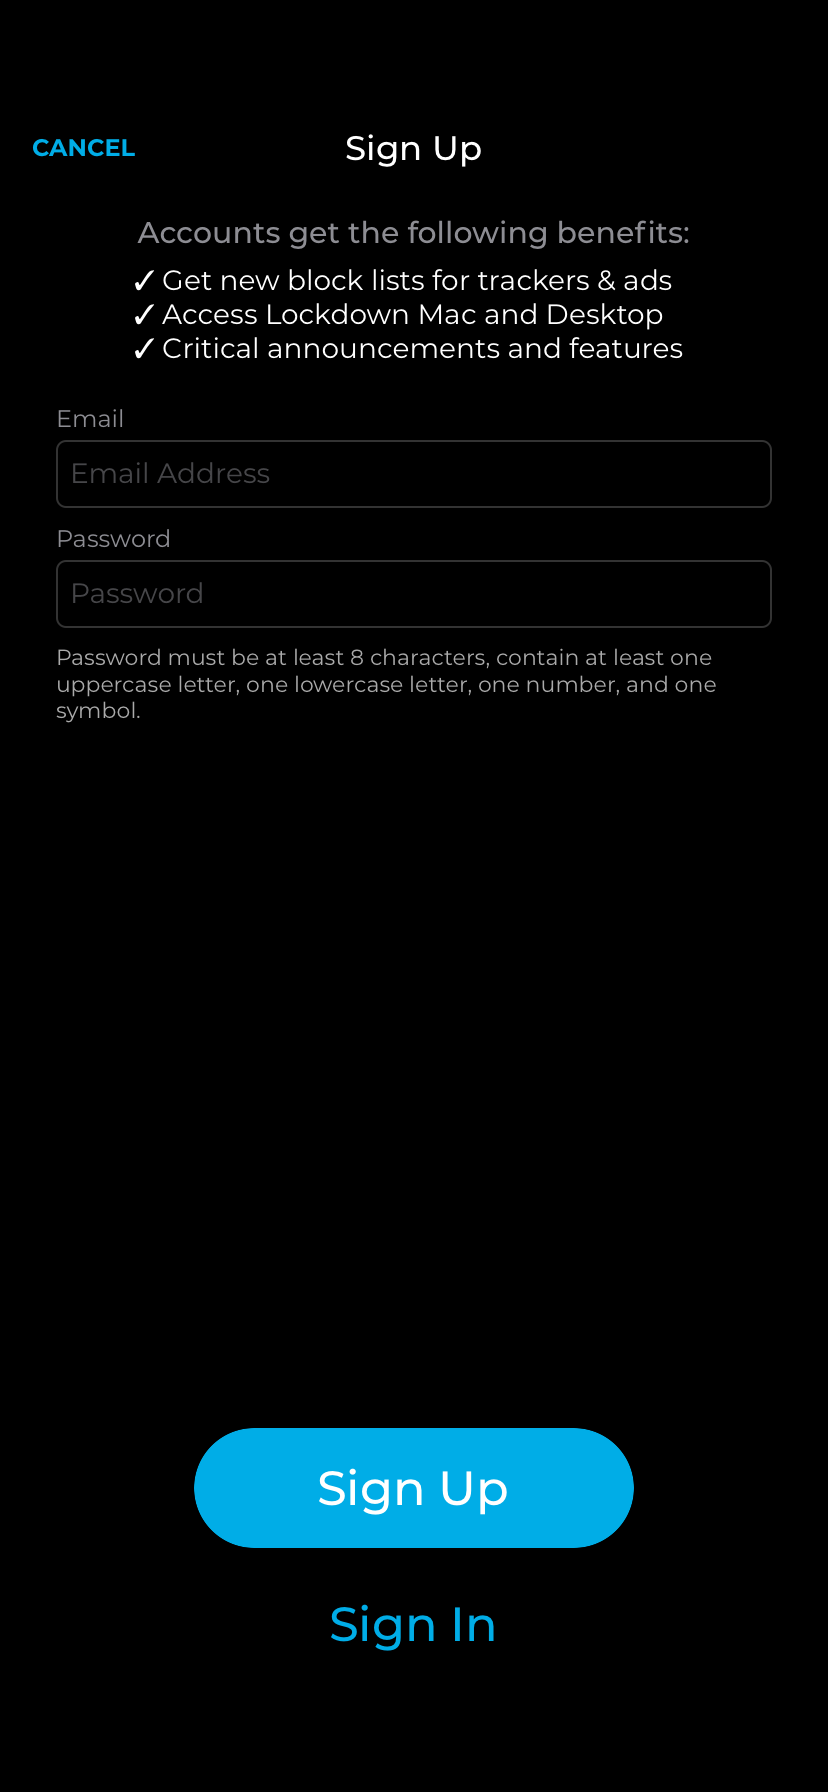 CANCEL
Sign Up
Accounts get the following benefits:
✓ Get new block lists for trackers & ads
✓ Access Lockdown Mac and Desktop
✓ Critical announcements and features
Email
Email Address
Password
Password
Password must be at least 8 characters, contain at least one
uppercase letter, one lowercase letter, one number, and one
symbol.
Sign Up
Sign In